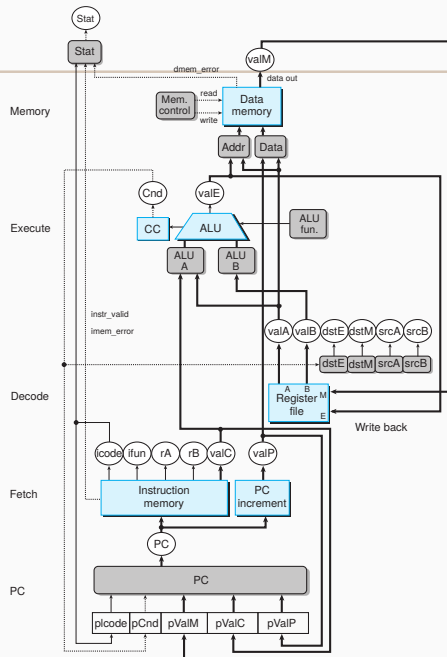 Stat
Stat
valM
dmem_error
data out
Memory
read
Mem.
control
write
Data
memory
Addr
Data
Cnd
valE
Execute
CC
ALU
ALU
fun.
ALU
A
ALU
B
instr_valid
imem_error
valA
valB
dstE
dstM
srcA
srcB
dstE
dstM
srcA
srcB
Decode
A
B
M
Register
file
E
Write back
icode
ifun
rA
rB
valC
valP
Fetch
Instruction
memory
PC
increment
PC
PC
PC
pIcode
pCnd
pValM
pValC
pValP